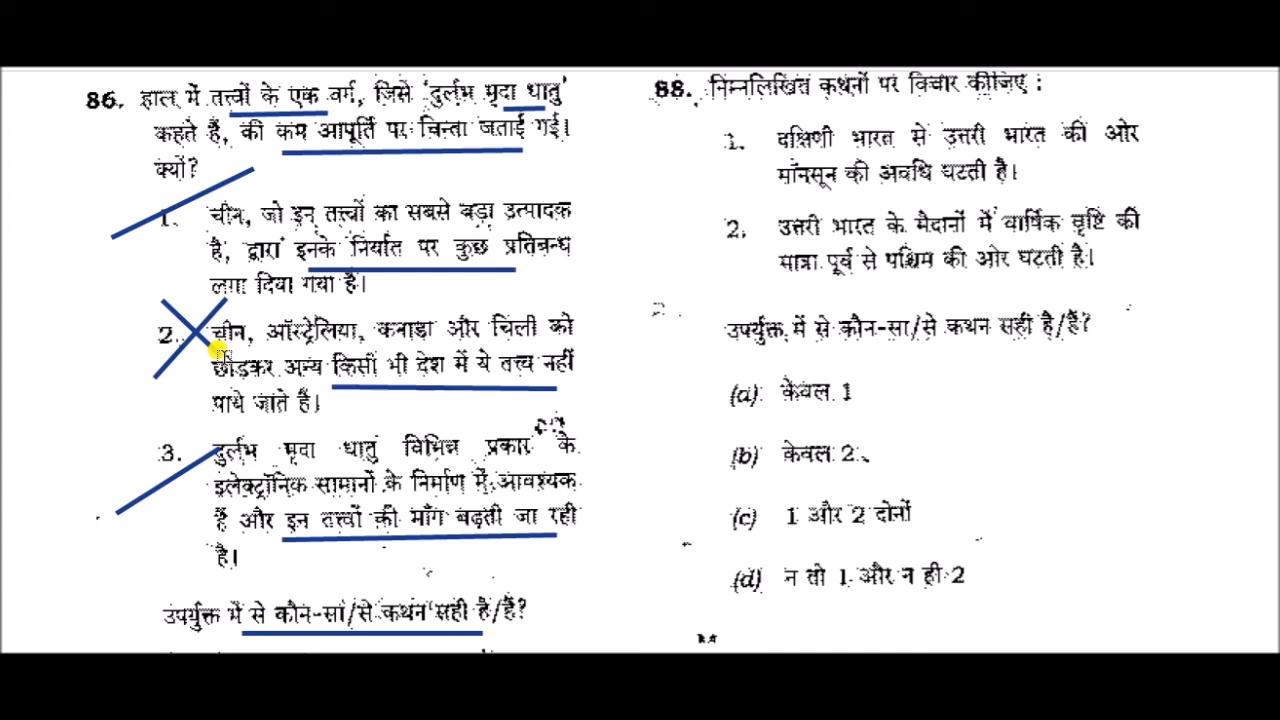 86. हाल में तत्त्वों के एक वर्ग, जिसे 'दुर्लभ मृदा धातु'
कहते हैं, की कम आपूर्ति पर चिन्ता जताई गई।
क्यों?
1. चीन, जो इन तत्त्वों का सबसे बड़ा उत्पादक
है, द्वारा इनके निर्यात पर कुछ प्रतिबन्ध
लगा दिया गया है।
2. चीन, ऑस्ट्रेलिया, कनाडा और चिली को
छोड़कर अन्य किसी भी देश में ये तत्त्व नहीं
पाये जाते हैं।
3. दुर्लभ मृदा धातु विभिन्न प्रकार के
इलेक्ट्रॉनिक सामानों के निर्माण में आवश्यक
हैं और इन तत्त्वों की माँग बढ़ती जा रही
है।
उपर्युक्त में से कौन-सा/से कथन सही है/हैं?
88. निम्नलिखित कथनों पर विचार कीजिए :
1. दक्षिणी भारत से उत्तरी भारत की ओर
मॉनसून की अवधि घटती है।
2. उत्तरी भारत के मैदानों में वार्षिक वृष्टि की
मात्रा पूर्व से पश्चिम की ओर घटती है।
उपर्युक्त में से कौन-सा/से कथन सही है/हैं?
(a) केवल 1
(b) केवल 2
(c) 1 और 2 दोनों
(d) न तो 1 और न ही 2